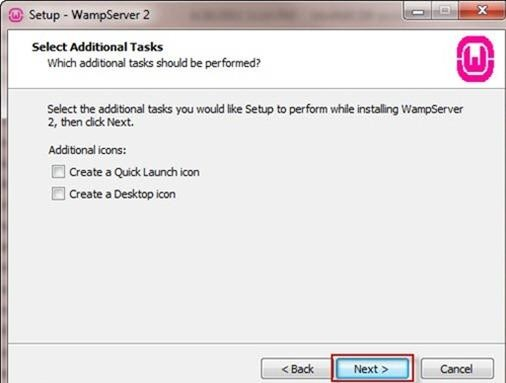 Setup - WampServer 2
Select Additional Tasks
Which additional tasks should be performed?
Select the additional tasks you would like Setup to perform while installing WampServer
2, then click Next.
Additional icons:
Create a Quick Launch icon
Create a Desktop icon
< Back
Next >
Cancel